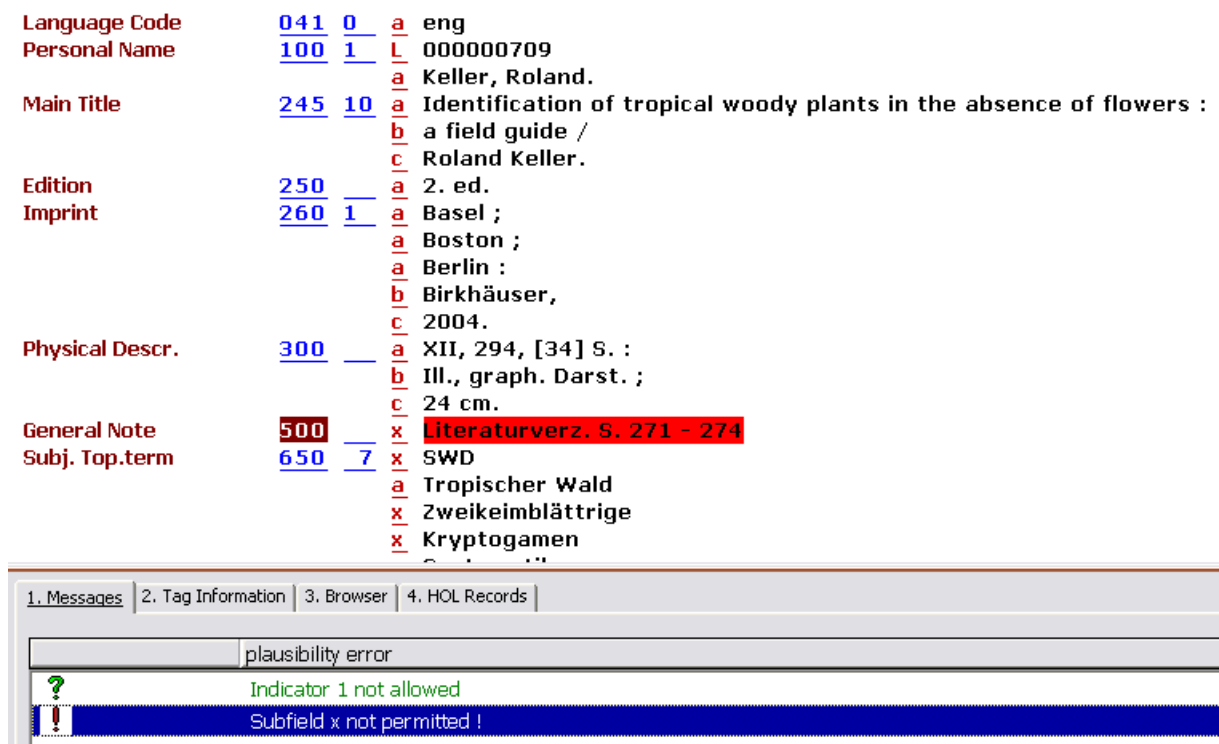 Language Code 041 0 a eng
Personal Name 100 1 L 000000709
a Keller, Roland.
Main Title 245 10 a Identification of tropical woody plants in the absence of flowers :
b a field guide /
c Roland Keller.
Edition 250 a 2. ed.
Imprint 260 1 a Basel ;
a Boston ;
a Berlin :
b Birkhäuser,
c 2004.
Physical Descr. 300 a XII, 294, [34] S. :
b Ill., graph. Darst. ;
c 24 cm.
General Note 500 x Literaturverz. S. 271 - 274
Subj. Top.term 650 7 x SWD
a Tropischer Wald
x Zweikeimblättrige
x Kryptogamen
1. Messages 2. Tag Information 3. Browser 4. HOL Records
plausibility error
? Indicator 1 not allowed
! Subfield x not permitted !